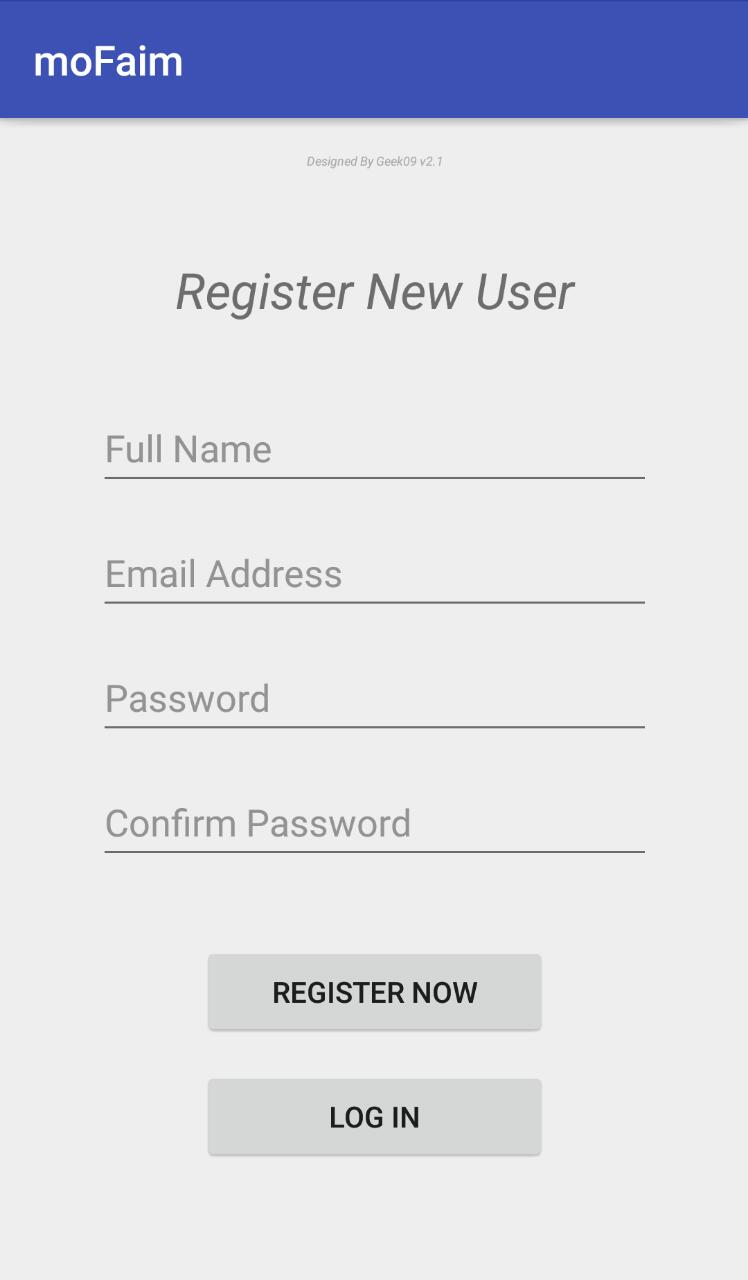 moFaim
Designed By Geek09 v2.1
Register New User
Full Name
Email Address
Password
Confirm Password
REGISTER NOW
LOG IN